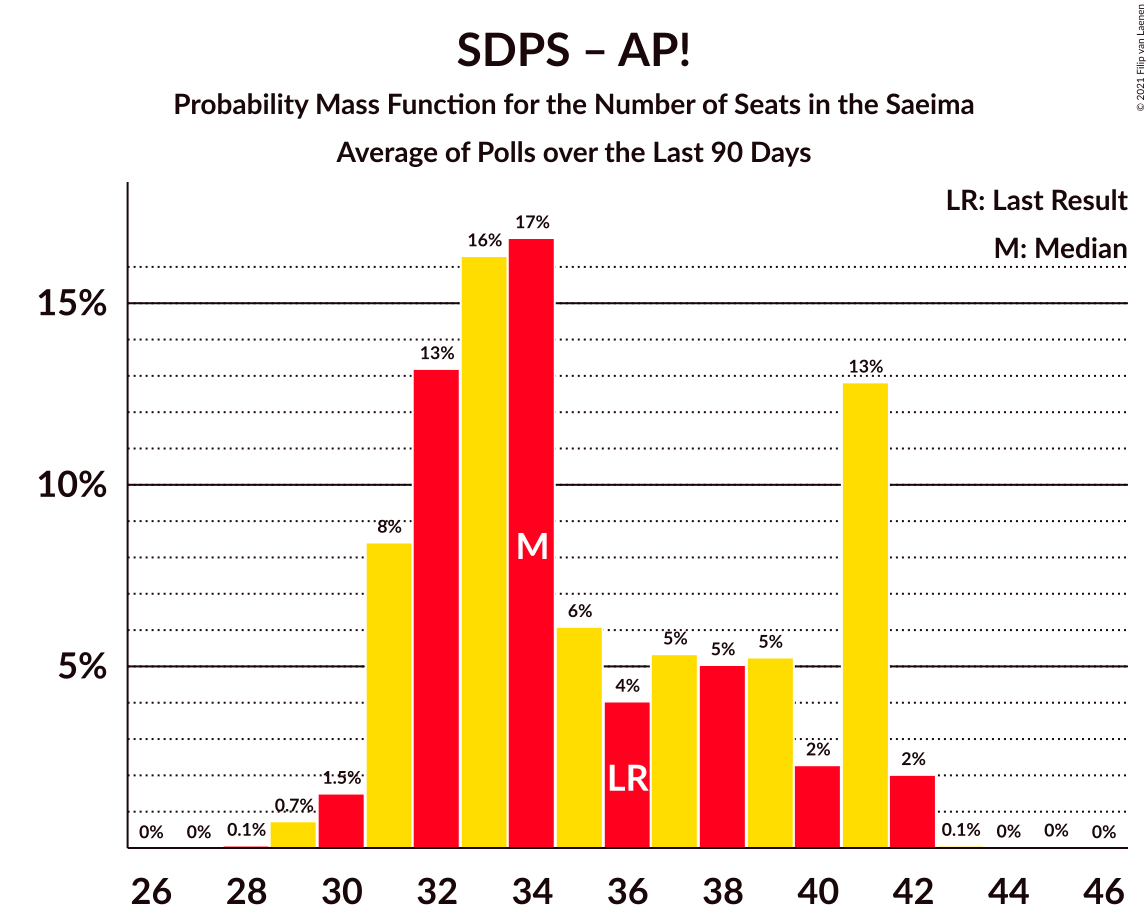 SDPS – AP!
Probability Mass Function for the Number of Seats in the Saeima
Average of Polls over the Last 90 Days
© 2021 Filip van Laenen
LR: Last Result
M: Median
15%
10%
5%
0%
0%
0.1%
0.7%
1.5%
8%
13%
16%
17%
6%
4%
5%
5%
5%
2%
13%
2%
0.1%
0%
0%
0%
M
LR
26 28 30 32 34 36 38 40 42 44 46